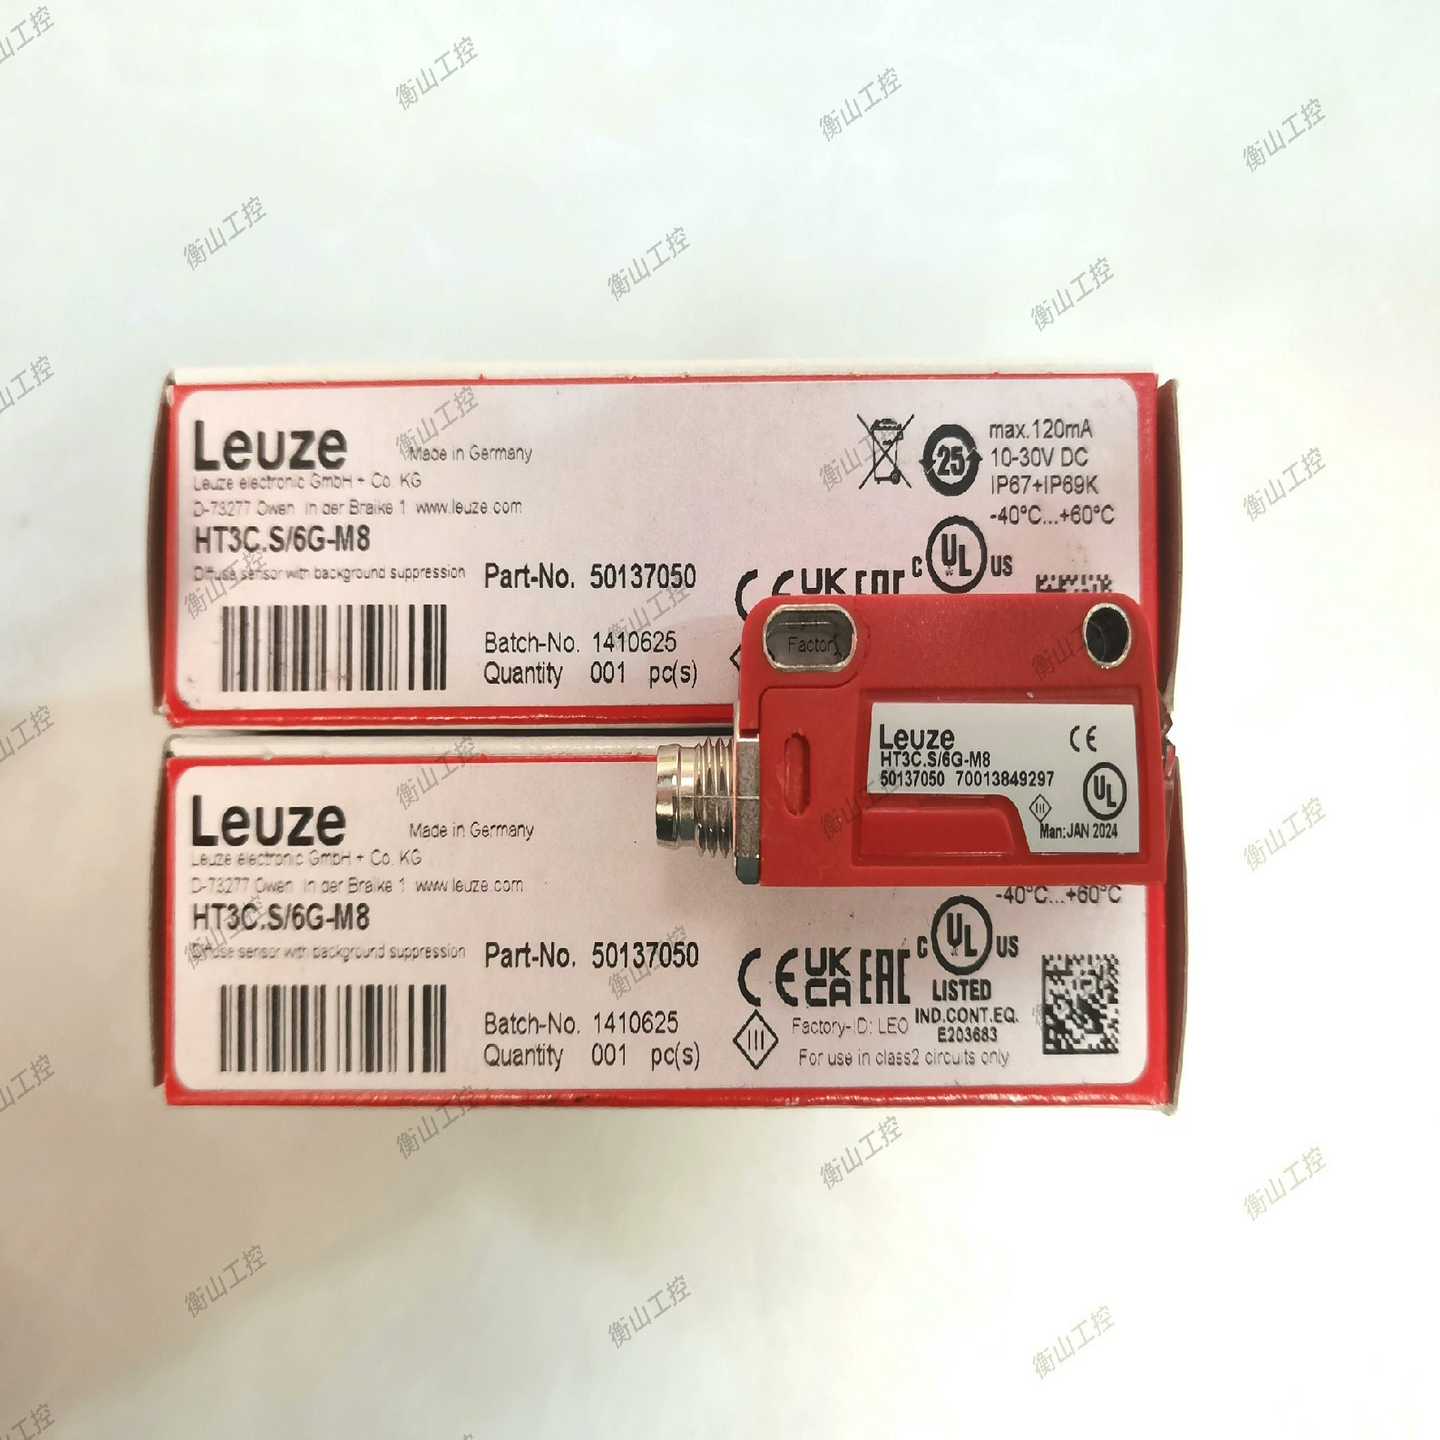 Leuze
Made in Germany
Leuze electronic GmbH + Co. KG
D-73277 Owen In der Braike 1 www.leuze.com
HT3C.S/6G-M8
Diffuse sensor with background suppression
Part-No. 50137050
Batch-No. 1410625
Quantity 001 pc(s)
25
max.120mA
10-30V DC
IP67+IP69K
-40°C...+60°C
C UL US
CE UK EAC
Factory
Leuze
CE
HT3C.S/6G-M8
50137050 70013849297
UL
III
Man:JAN 2024
Leuze
Made in Germany
Leuze electronic GmbH + Co. KG
D-73277 Owen In der Braike 1 www.leuze.com
HT3C.S/6G-M8
Diffuse sensor with background suppression
Part-No. 50137050
Batch-No. 1410625
Quantity 001 pc(s)
-40°C...+60°C
C UL US
LISTED
IND.CONT.EQ.
E203683
CE UK CA EAC
III
Factory-ID: LEO
For use in class2 circuits only
衡山工控